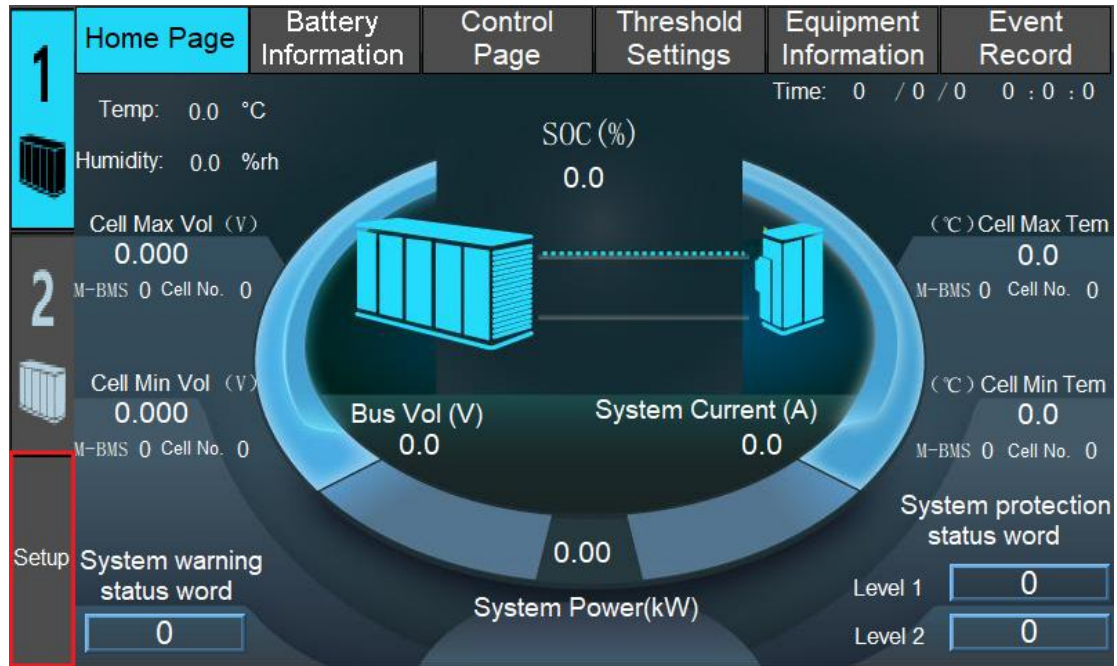 1
Home Page
Battery
Information
Control
Page
Threshold
Settings
Equipment
Information
Event
Record
Time: 0 / 0 / 0 0 : 0 : 0
Temp: 0.0 °C
Humidity: 0.0 %rh
SOC (%)
0.0
Cell Max Vol (V)
0.000
M-BMS 0 Cell No. 0
(℃) Cell Max Tem
0.0
M-BMS 0 Cell No. 0
2
Cell Min Vol (V)
0.000
M-BMS 0 Cell No. 0
Bus Vol (V)
0.0
System Current (A)
0.0
(℃) Cell Min Tem
0.0
M-BMS 0 Cell No. 0
Setup
System warning
status word
0
0.00
System Power(kW)
System protection
status word
Level 1 0
Level 2 0